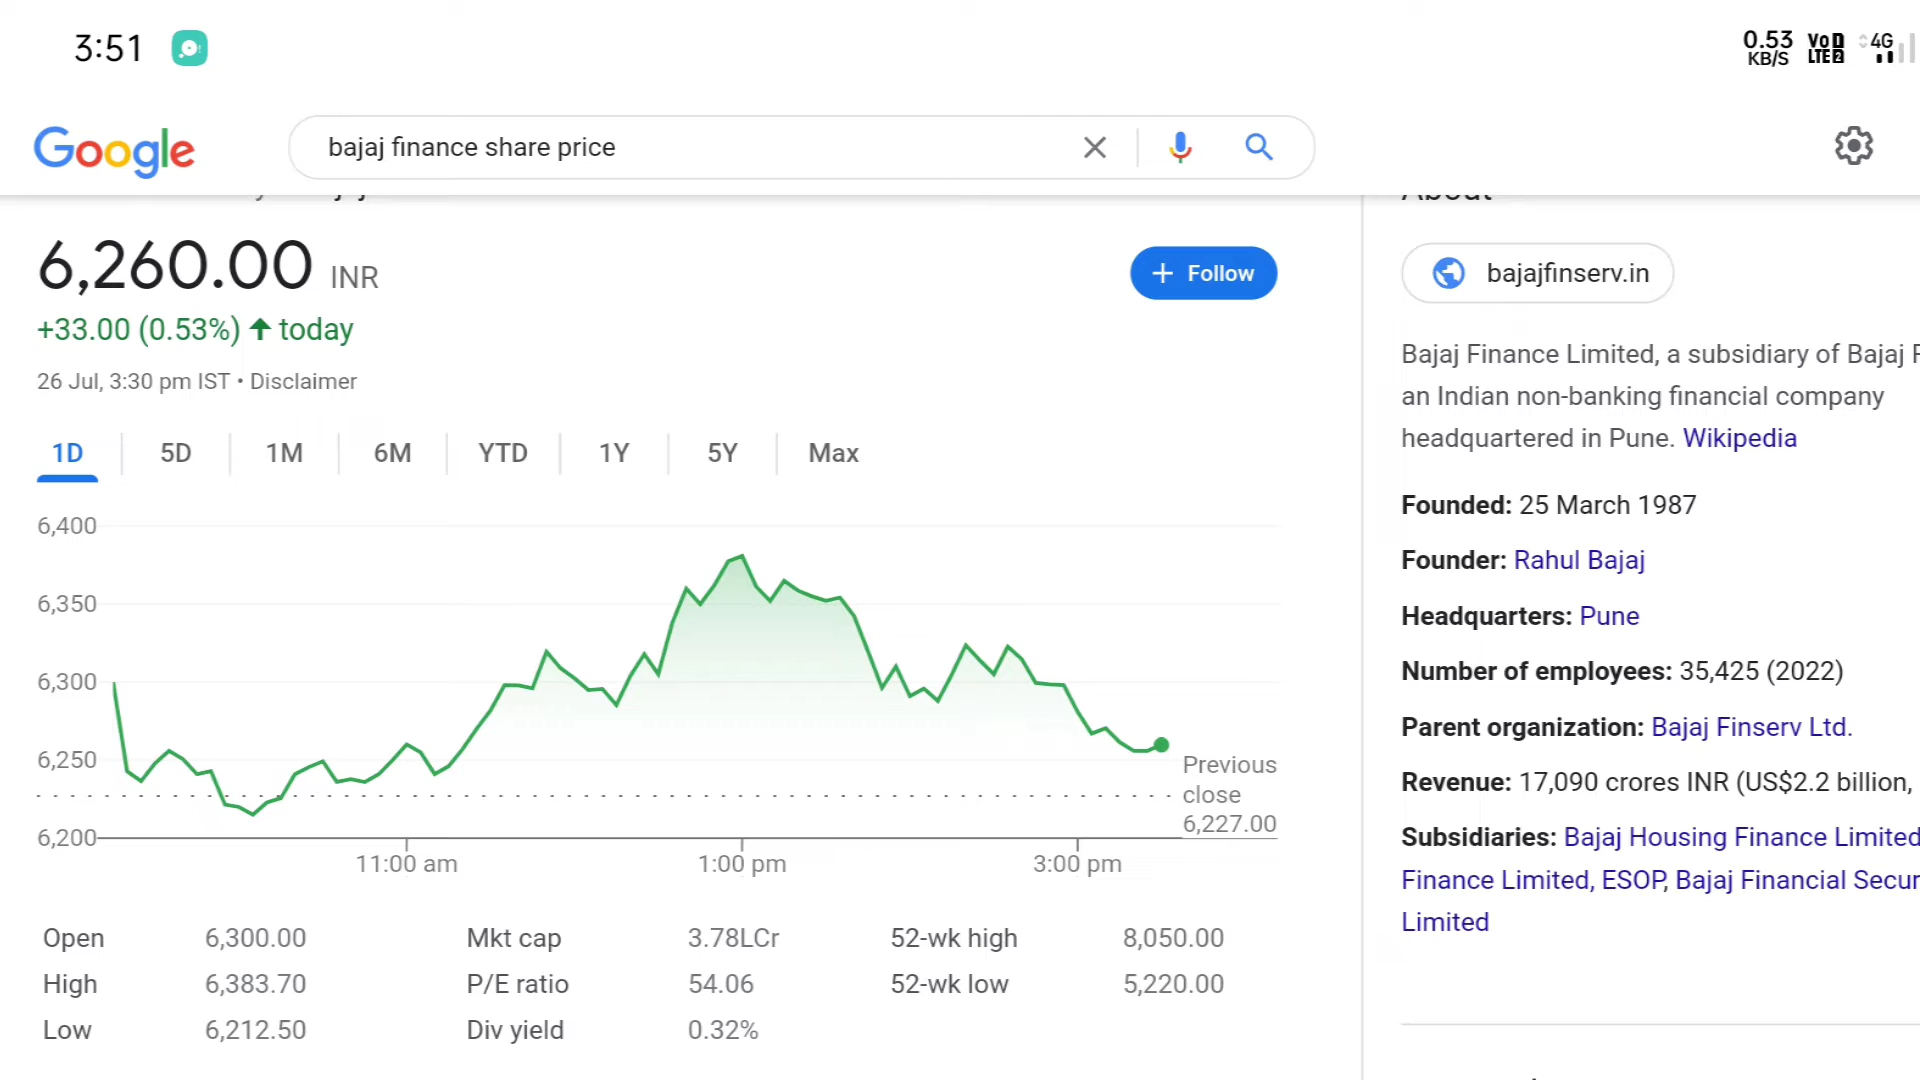 3:51
0.53 KB/S Vo LTE 1 2 4G
Google
bajaj finance share price
6,260.00 INR
Follow
+33.00 (0.53%) today
26 Jul, 3:30 pm IST • Disclaimer
1D 5D 1M 6M YTD 1Y 5Y Max
6,400
6,350
6,300
6,250
6,200
Previous
close
6,227.00
11:00 am 1:00 pm 3:00 pm
Open 6,300.00 Mkt cap 3.78LCr 52-wk high 8,050.00
High 6,383.70 P/E ratio 54.06 52-wk low 5,220.00
Low 6,212.50 Div yield 0.32%
About
bajajfinserv.in
Bajaj Finance Limited, a subsidiary of Bajaj F
an Indian non-banking financial company
headquartered in Pune. Wikipedia
Founded: 25 March 1987
Founder: Rahul Bajaj
Headquarters: Pune
Number of employees: 35,425 (2022)
Parent organization: Bajaj Finserv Ltd.
Revenue: 17,090 crores INR (US$2.2 billion,
Subsidiaries: Bajaj Housing Finance Limited
Finance Limited, ESOP, Bajaj Financial Secur
Limited